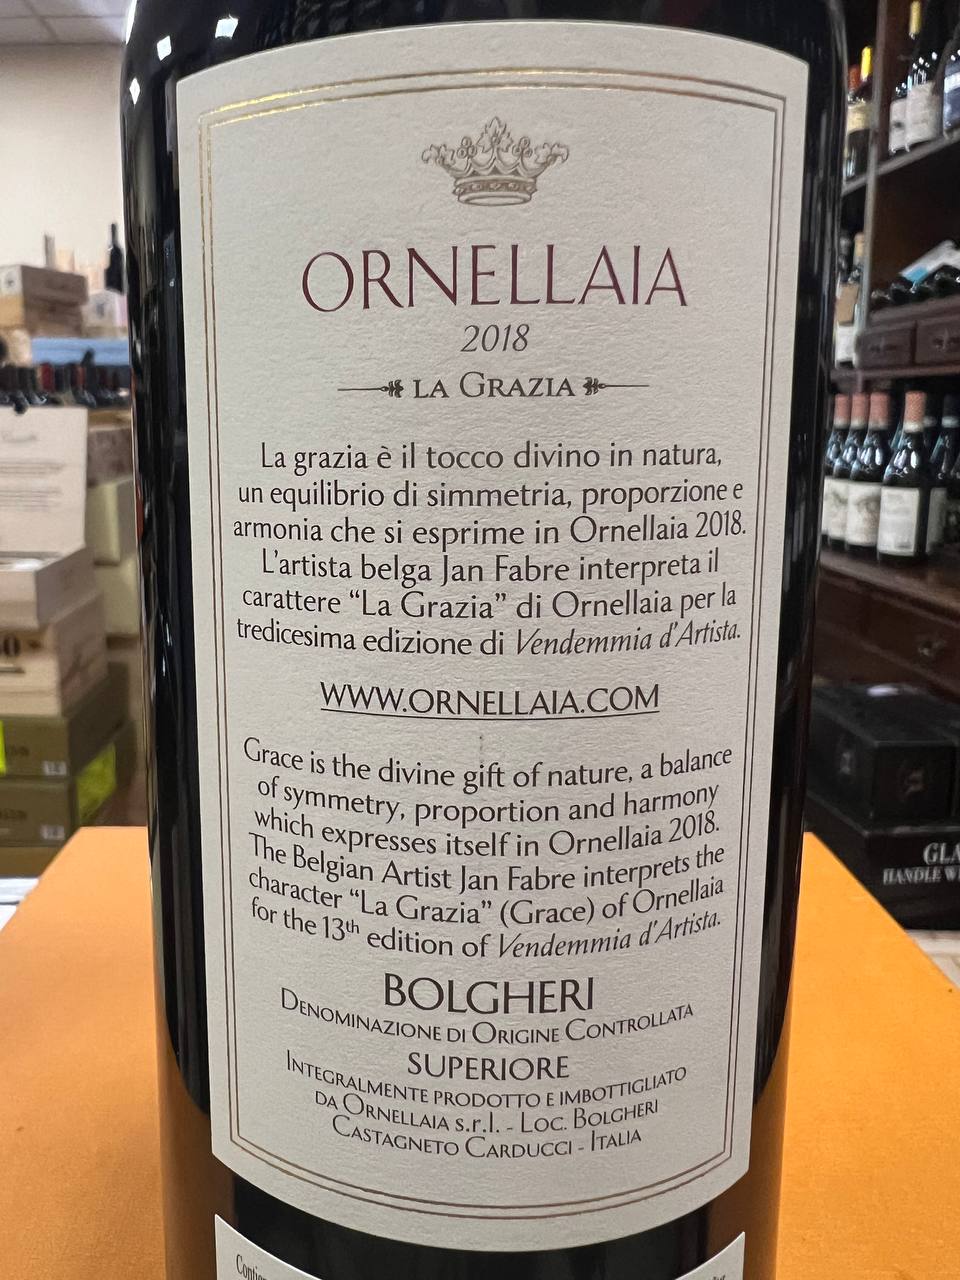 ORNELLAIA
2018
LA GRAZIA
La grazia è il tocco divino in natura,
un equilibrio di simmetria, proporzione e
armonia che si esprime in Ornellaia 2018.
L'artista belga Jan Fabre interpreta il
carattere “La Grazia” di Ornellaia per la
tredicesima edizione di Vendemmia d'Artista.
WWW.ORNELLAIA.COM
Grace is the divine gift of nature, a balance
of symmetry, proportion and harmony
which expresses itself in Ornellaia 2018.
The Belgian Artist Jan Fabre interprets the
character “La Grazia” (Grace) of Ornellaia
for the 13th edition of Vendemmia d'Artista.
BOLGHERI
DENOMINAZIONE DI ORIGINE CONTROLLATA
SUPERIORE
INTEGRALMENTE PRODOTTO E IMBOTTIGLIATO
DA ORNELLAIA s.r.l. - LOC. BOLGHERI
CASTAGNETO CARDUCCI - ITALIA
HANDLE